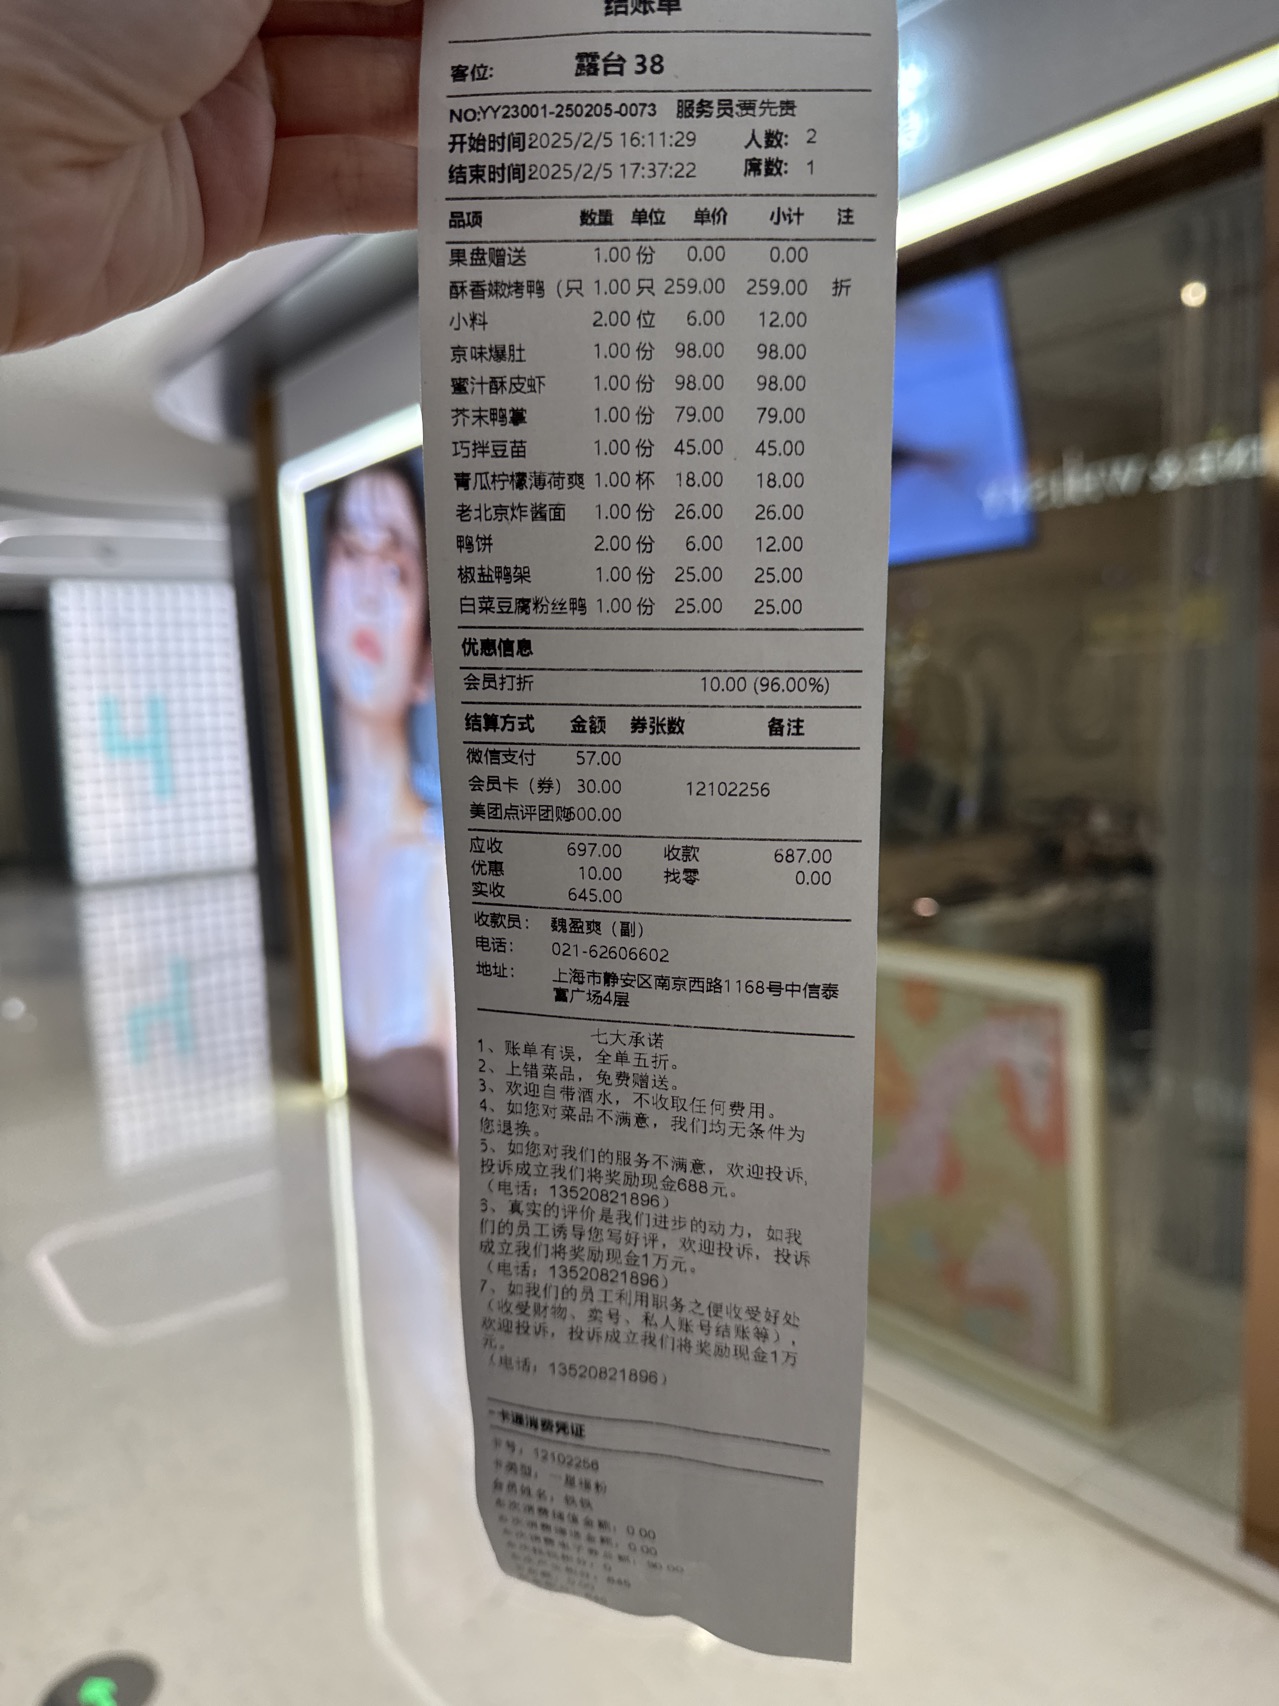 结账单
客位: 露台 38
NO:YY23001-250205-0073 服务员:贾先贵
开始时间 2025/2/5 16:11:29 人数: 2
结束时间 2025/2/5 17:37:22 席数: 1
品项 数量 单位 单价 小计 注
果盘赠送 1.00 份 0.00 0.00
酥香嫩烤鸭（只 1.00 只 259.00 259.00 折
小料 2.00 位 6.00 12.00
京味爆肚 1.00 份 98.00 98.00
蜜汁酥皮虾 1.00 份 98.00 98.00
芥末鸭掌 1.00 份 79.00 79.00
巧拌豆苗 1.00 份 45.00 45.00
青瓜柠檬薄荷爽 1.00 杯 18.00 18.00
老北京炸酱面 1.00 份 26.00 26.00
鸭饼 2.00 份 6.00 12.00
椒盐鸭架 1.00 份 25.00 25.00
白菜豆腐粉丝鸭 1.00 份 25.00 25.00
优惠信息
会员打折 10.00 (96.00%)
结算方式 金额 券张数 备注
微信支付 57.00
会员卡（券） 30.00 12102256
美团点评团购 600.00
应收 697.00 收款 687.00
优惠 10.00 找零 0.00
实收 645.00
收款员: 魏盈爽（副）
电话: 021-62606602
地址: 上海市静安区南京西路1168号中信泰
富广场4层
七大承诺
1、账单有误，全单五折。
2、上错菜品，免费赠送。
3、欢迎自带酒水，不收取任何费用。
4、如您对菜品不满意，我们均无条件为
您退换。
5、如您对我们的服务不满意，欢迎投诉，
投诉成立我们将奖励现金688元。
（电话：13520821896）
6、真实的评价是我们进步的动力，如我
们的员工诱导您写好评，欢迎投诉，投诉
成立我们将奖励现金1万元。
（电话：13520821896）
7、如我们的员工利用职务之便收受好处
（收受财物、卖号、私人账号结账等），
欢迎投诉，投诉成立我们将奖励现金1万
元。
（电话：13520821896）
卡通消费凭证
卡号：12102256
卡类型：
会员姓名：
本次消费储值金额：0.00
0.00